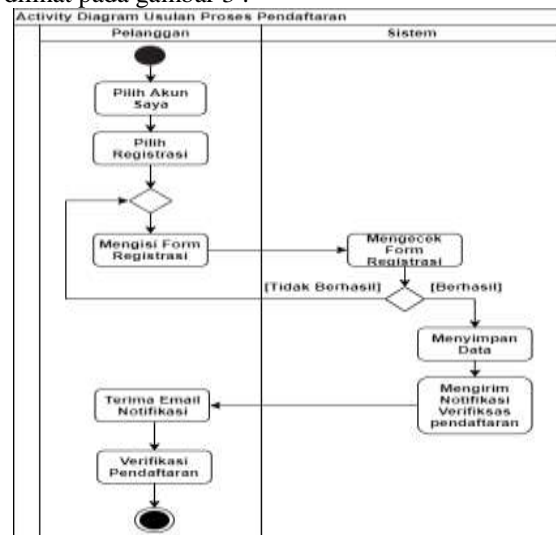 dilihat pada gambar 3 :
Activity Diagram Usulan Proses Pendaftaran
Pelanggan
Sistem
Pilih Akun
Saya
Pilih
Registrasi
Mengisi Form
Registrasi
Mengecek
Form
Registrasi
[Tidak Berhasil]
[Berhasil]
Menyimpan
Data
Mengirim
Notifikasi
Verifiksas
pendaftaran
Terima Email
Notifikasi
Verifikasi
Pendaftaran